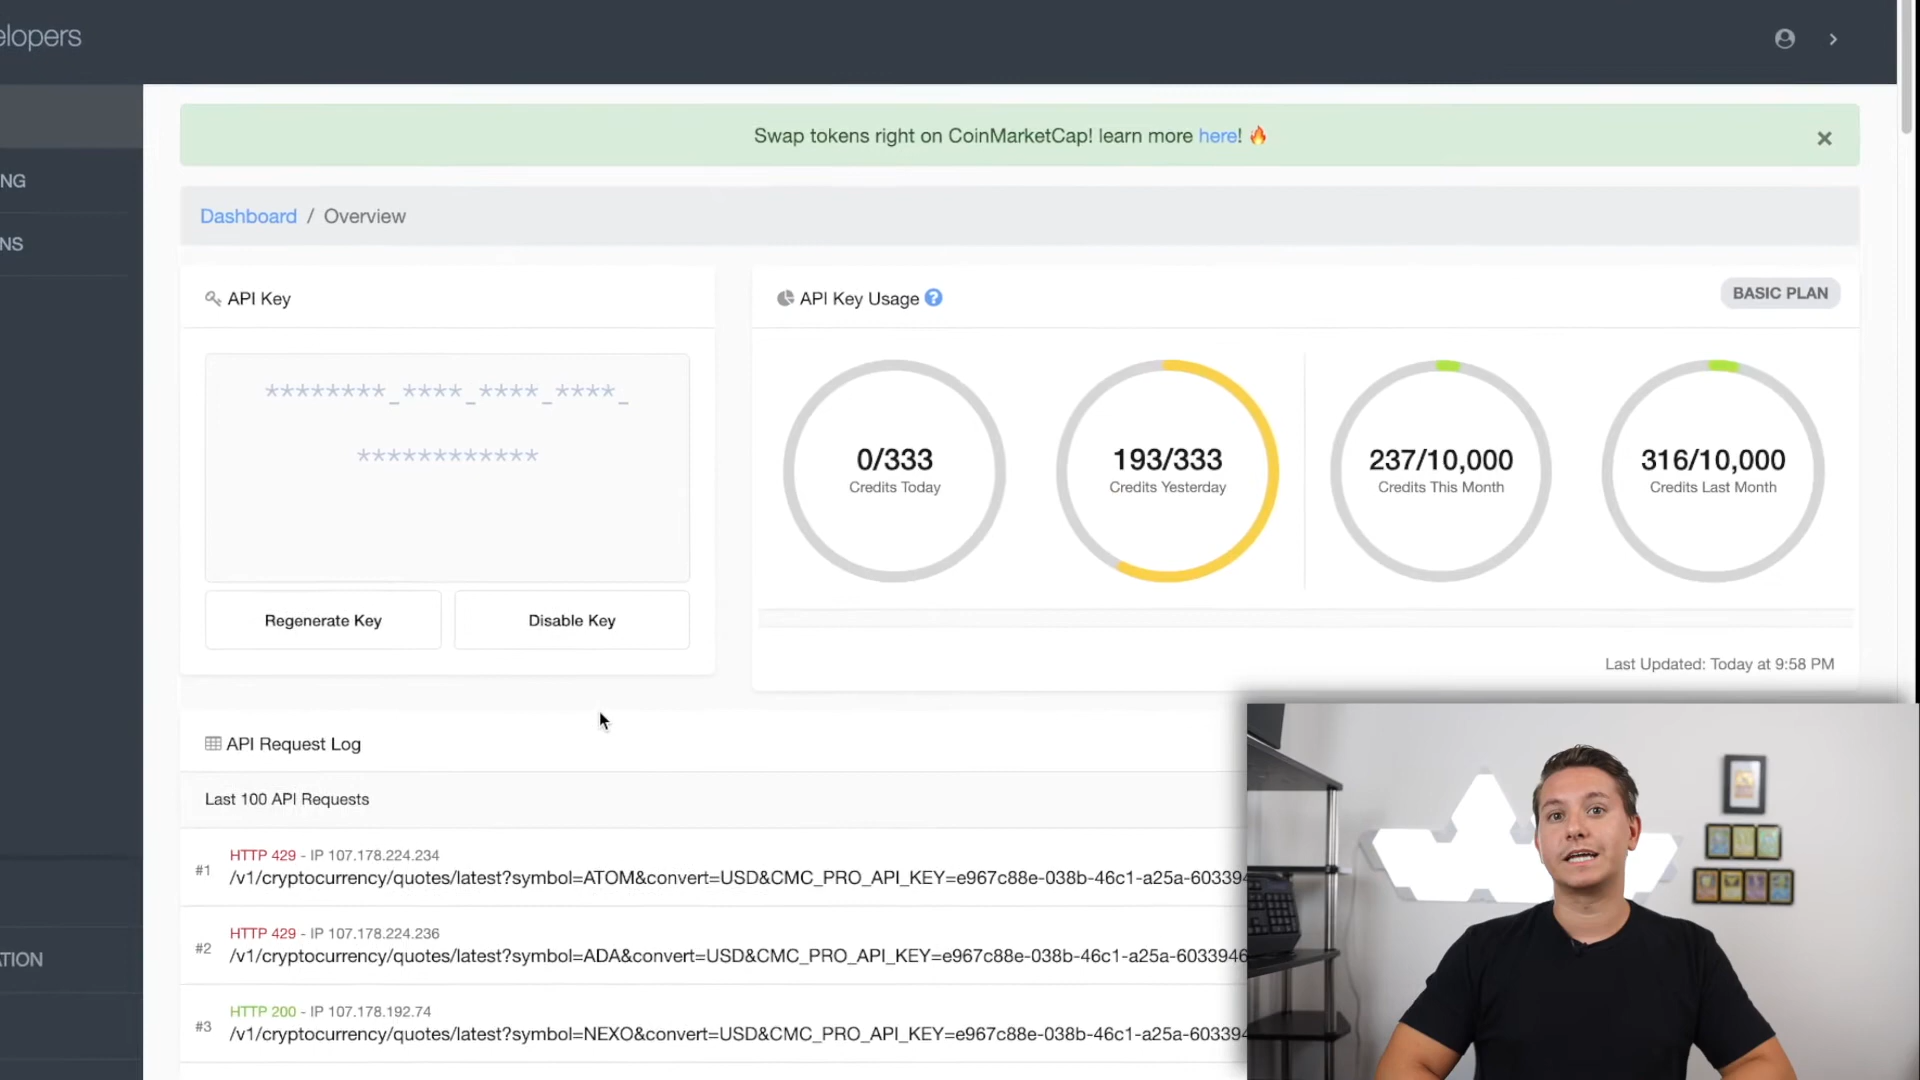 elopers
Swap tokens right on CoinMarketCap! learn more here! 🔥
NG
NS
Dashboard / Overview
API Key
API Key Usage
BASIC PLAN
********_****_****_****_
************
0/333
Credits Today
193/333
Credits Yesterday
237/10,000
Credits This Month
316/10,000
Credits Last Month
Regenerate Key
Disable Key
Last Updated: Today at 9:58 PM
API Request Log
Last 100 API Requests
#1
HTTP 429 - IP 107.178.224.234
/v1/cryptocurrency/quotes/latest?symbol=ATOM&convert=USD&CMC_PRO_API_KEY=e967c88e-038b-46c1-a25a-603394
#2
HTTP 429 - IP 107.178.224.236
/v1/cryptocurrency/quotes/latest?symbol=ADA&convert=USD&CMC_PRO_API_KEY=e967c88e-038b-46c1-a25a-6033946
ATION
#3
HTTP 200 - IP 107.178.192.74
/v1/cryptocurrency/quotes/latest?symbol=NEXO&convert=USD&CMC_PRO_API_KEY=e967c88e-038b-46c1-a25a-603394